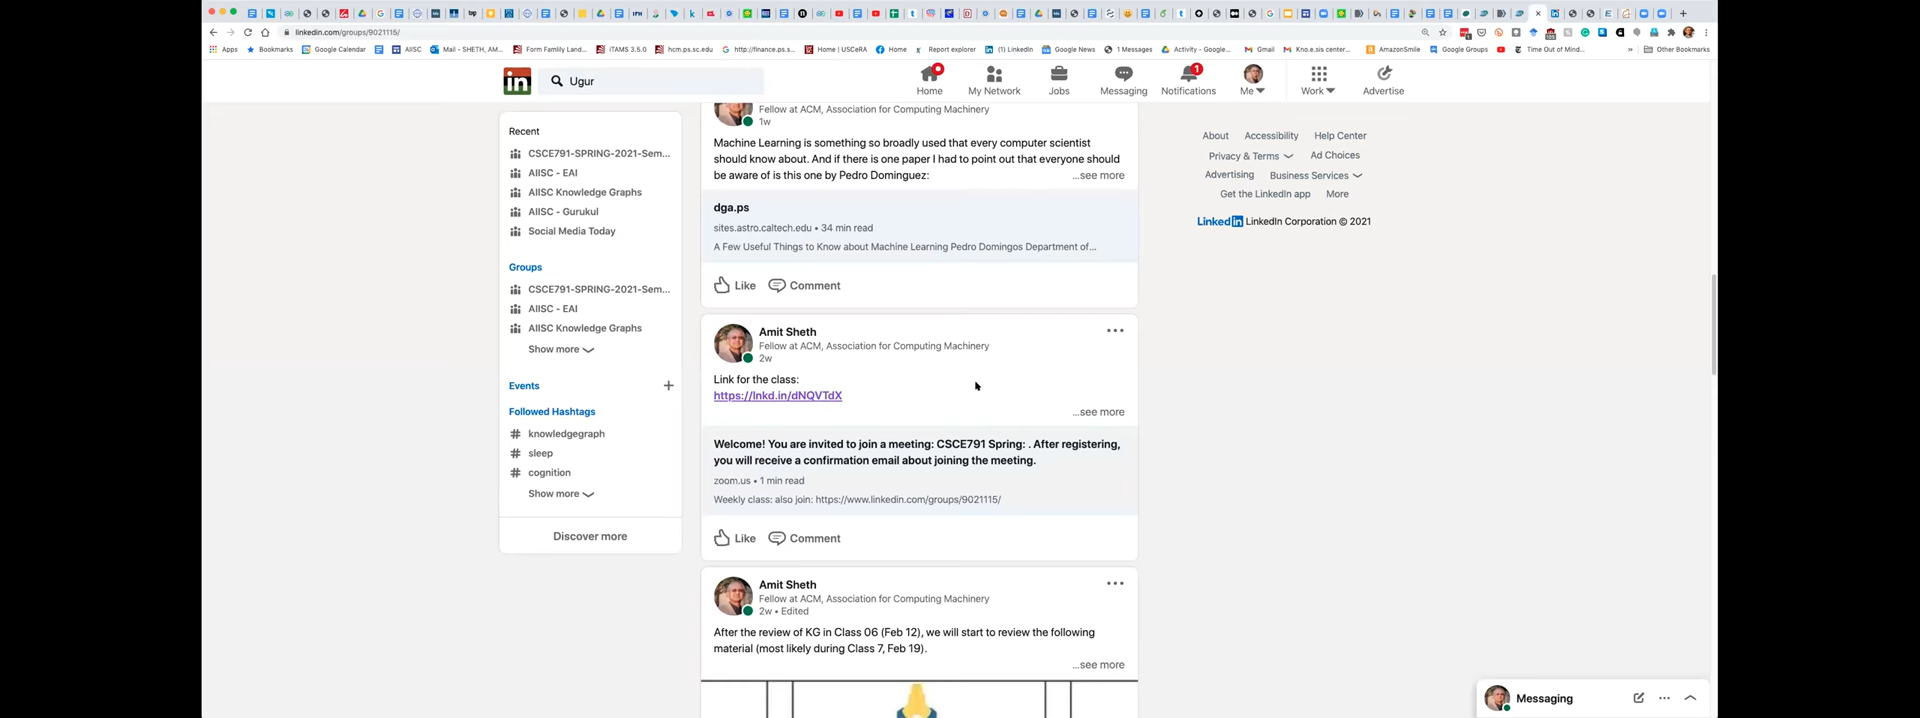 linkedin.com/groups/9021115/
Apps Bookmarks Google Calendar AIISC Mail - SHETH, AM... Form Famlily Land... iTAMS 3.5.0 hcm.ps.sc.edu http://finance.ps.s... Home | USCeRA Home Report explorer (1) LinkedIn Google News 1 Messages Activity - Google... Gmail Kno.e.sis center... AmazonSmile Google Groups Time Out of Mind... » Other Bookmarks
in Ugur
Home My Network Jobs Messaging 1 Notifications Me Work Advertise
Recent
CSCE791-SPRING-2021-Sem...
AIISC - EAI
AIISC Knowledge Graphs
AIISC - Gurukul
Social Media Today
Groups
CSCE791-SPRING-2021-Sem...
AIISC - EAI
AIISC Knowledge Graphs
Show more
Events +
Followed Hashtags
# knowledgegraph
# sleep
# cognition
Show more
Discover more
Fellow at ACM, Association for Computing Machinery
1w
Machine Learning is something so broadly used that every computer scientist
should know about. And if there is one paper I had to point out that everyone should
be aware of is this one by Pedro Dominguez: ...see more
dga.ps
sites.astro.caltech.edu • 34 min read
A Few Useful Things to Know about Machine Learning Pedro Domingos Department of...
Like Comment
Amit Sheth
Fellow at ACM, Association for Computing Machinery
2w
Link for the class:
https://lnkd.in/dNQVTdX
...see more
Welcome! You are invited to join a meeting: CSCE791 Spring: . After registering,
you will receive a confirmation email about joining the meeting.
zoom.us • 1 min read
Weekly class: also join: https://www.linkedin.com/groups/9021115/
Like Comment
Amit Sheth
Fellow at ACM, Association for Computing Machinery
2w • Edited
After the review of KG in Class 06 (Feb 12), we will start to review the following
material (most likely during Class 7, Feb 19).
...see more
About Accessibility Help Center
Privacy & Terms Ad Choices
Advertising Business Services
Get the LinkedIn app More
Linkedin LinkedIn Corporation © 2021
Messaging